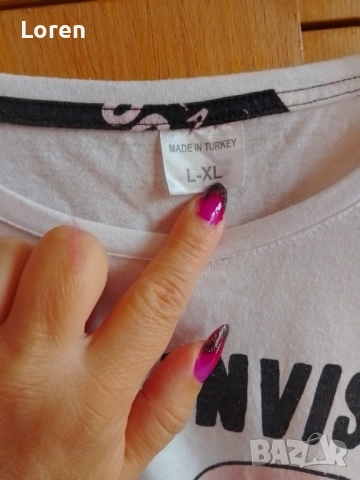 Loren
MADE IN TURKEY
L-XL
NVIS
BAZAR